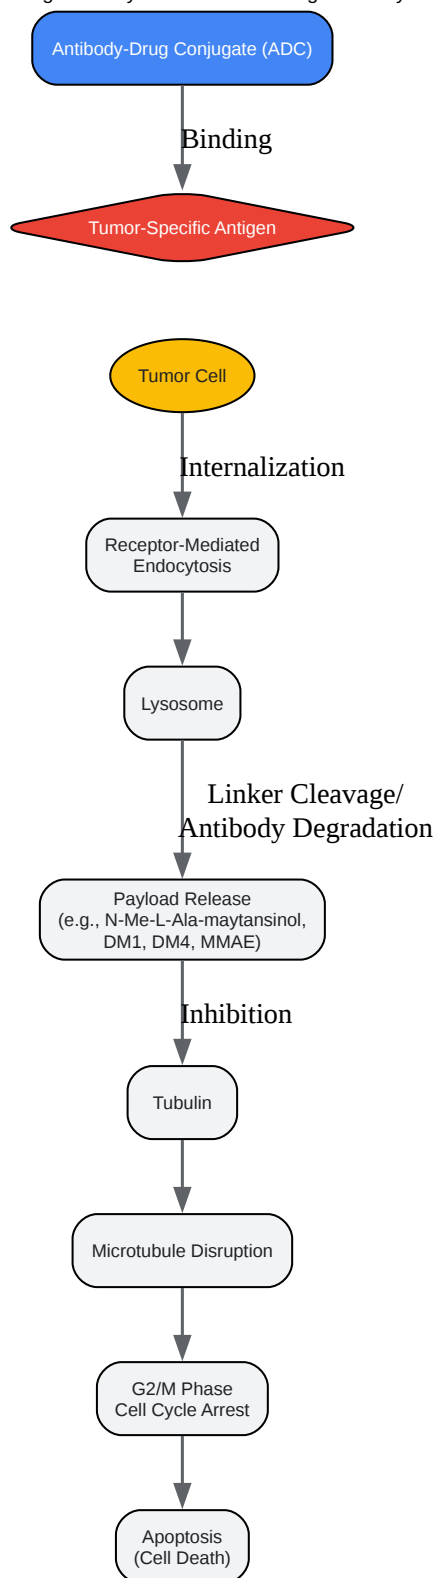 Antibody-Drug Conjugate (ADC)
Binding
Tumor-Specific Antigen
Tumor Cell
Internalization
Receptor-Mediated
Endocytosis
Lysosome
Linker Cleavage/
Antibody Degradation
Payload Release
(e.g., N-Me-L-Ala-maytansinol,
DM1, DM4, MMAE)
Inhibition
Tubulin
Microtubule Disruption
G2/M Phase
Cell Cycle Arrest
Apoptosis
(Cell Death)